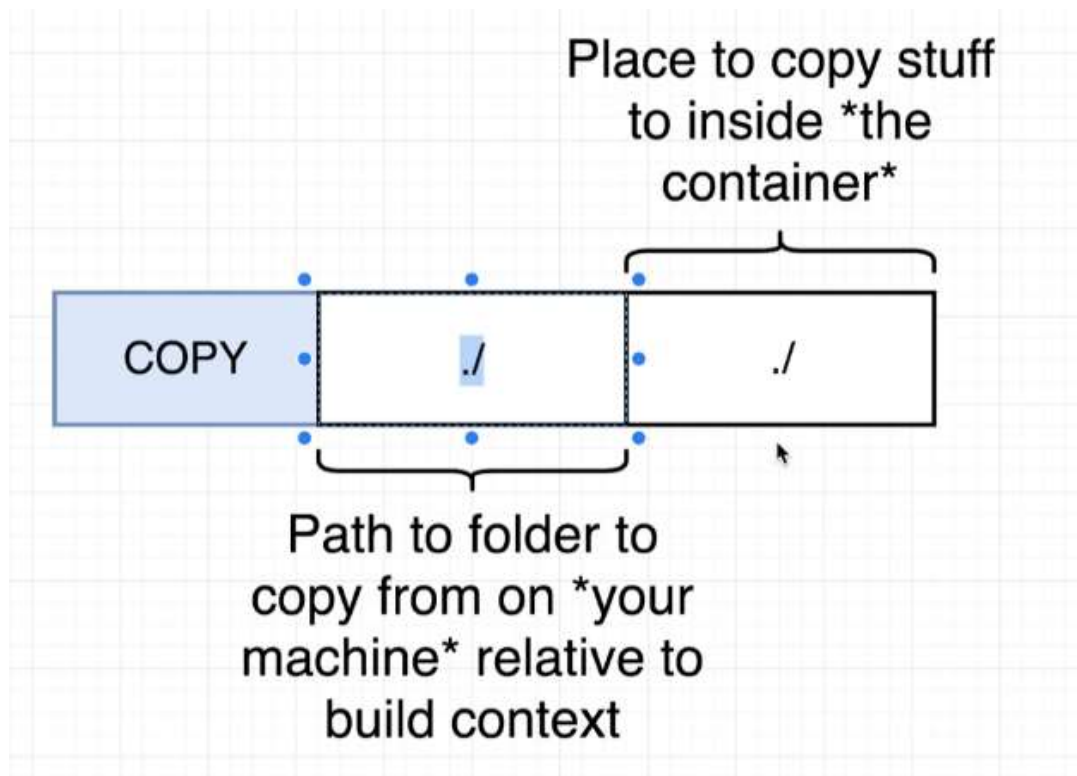 Place to copy stuff
to inside *the
container*
COPY ./ ./
Path to folder to
copy from on *your
machine* relative to
build context